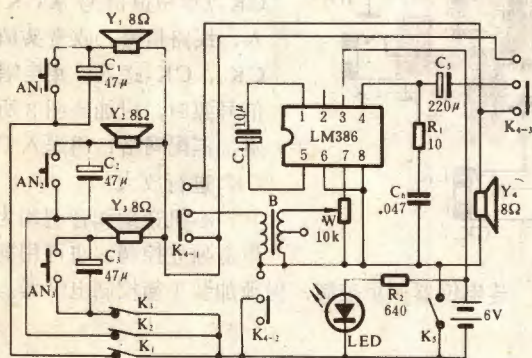 Y₁ 8Ω
C₁
47μ
AN₁
Y₂ 8Ω
C₂
47μ
AN₂
Y₃ 8Ω
C₃
47μ
AN₃
K₁
K₂
K₁
K₄₋₁
K₄₋₂
B
W
10k
C₄
10μ
1 2 3 4
LM386
5 6 7 8
C₅
220μ
R₁
10
C₆
.047
K₄₋₃
Y₄
8Ω
R₂
640
LED
K₅
6V